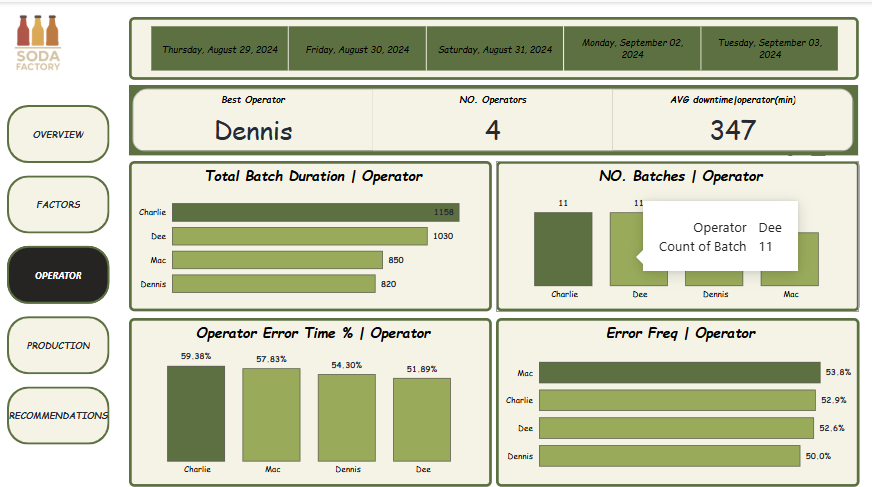 SODA
FACTORY
Thursday, August 29, 2024
Friday, August 30, 2024
Saturday, August 31, 2024
Monday, September 02,
2024
Tuesday, September 03,
2024
OVERVIEW
FACTORS
OPERATOR
PRODUCTION
RECOMMENDATIONS
Best Operator
Dennis
NO. Operators
4
AVG downtime|operator(min)
347
Total Batch Duration | Operator
Charlie 1158
Dee 1030
Mac 850
Dennis 820
NO. Batches | Operator
11 11
Operator Dee
Count of Batch 11
Charlie Dee Dennis Mac
Operator Error Time % | Operator
59.38% 57.83% 54.30% 51.89%
Charlie Mac Dennis Dee
Error Freq | Operator
Mac 53.8%
Charlie 52.9%
Dee 52.6%
Dennis 50.0%